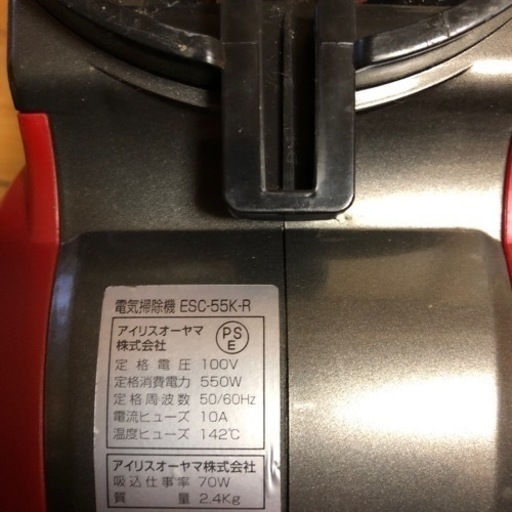 電気掃除機 ESC-55K-R
アイリスオーヤマ
株式会社
PS
E
定格電圧 100V
定格消費電力 550W
定格周波数 50/60Hz
電流ヒューズ 10A
温度ヒューズ 142℃
アイリスオーヤマ株式会社
吸込仕事率 70W
質量 2.4Kg